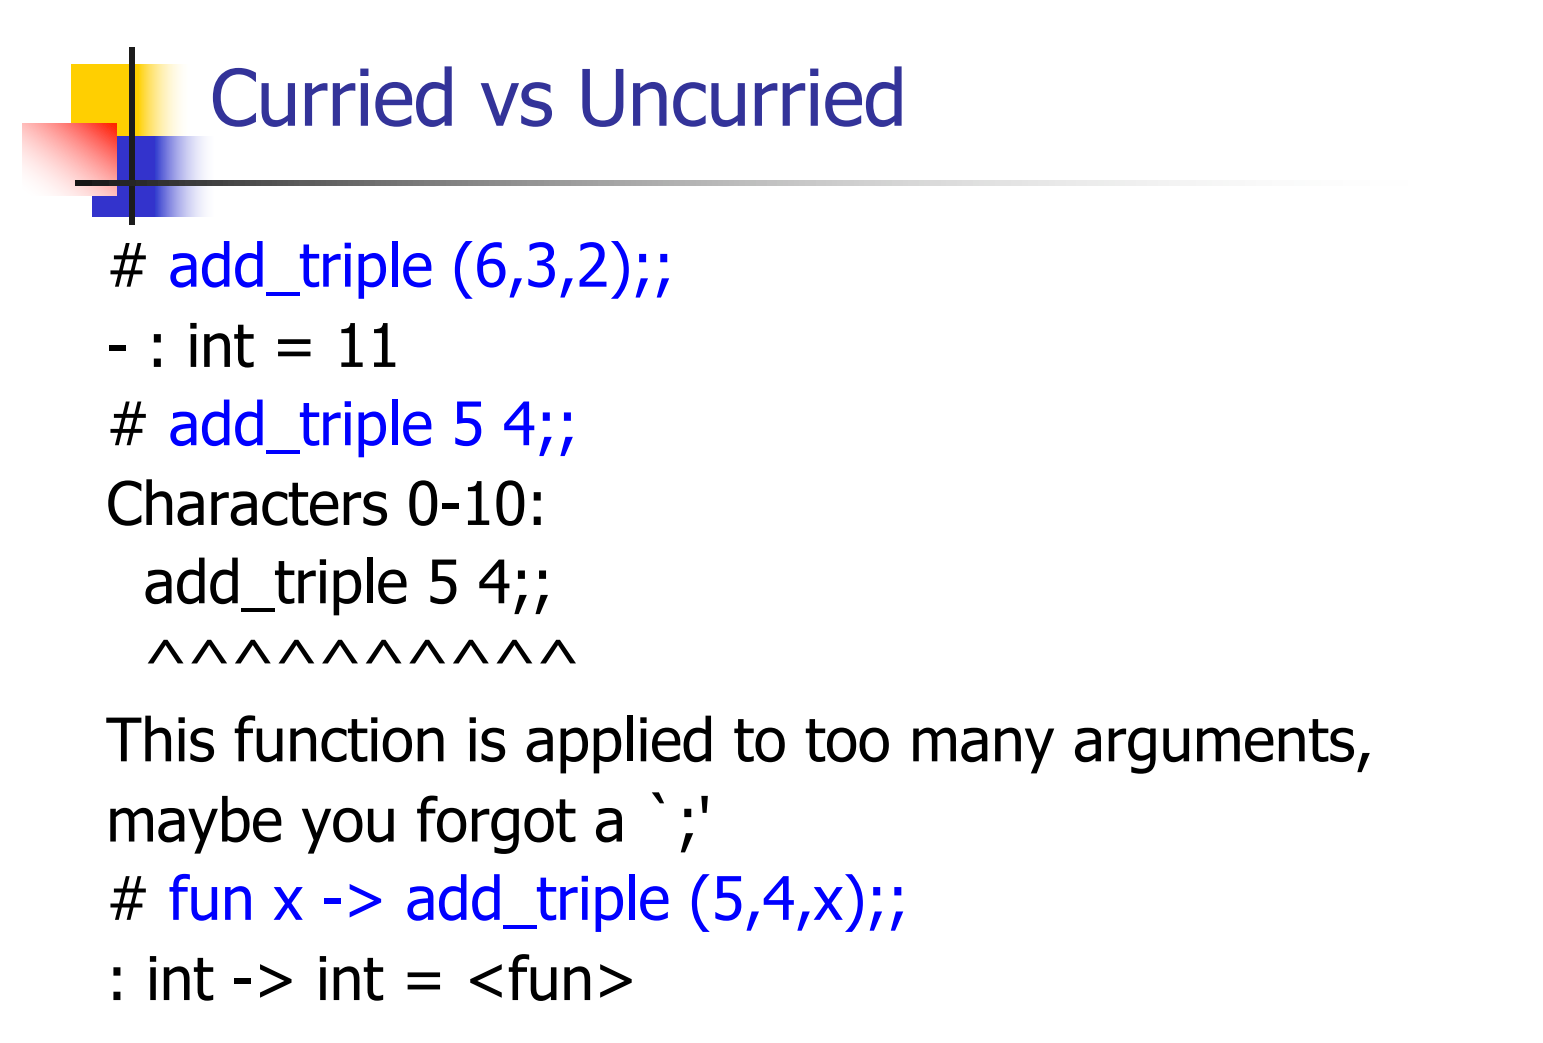 Curried vs Uncurried
# add_triple (6,3,2);;
- : int = 11
# add_triple 5 4;;
Characters 0-10:
  add_triple 5 4;;
  ^^^^^^^^^^
This function is applied to too many arguments,
maybe you forgot a `;'
# fun x -> add_triple (5,4,x);;
: int -> int = <fun>